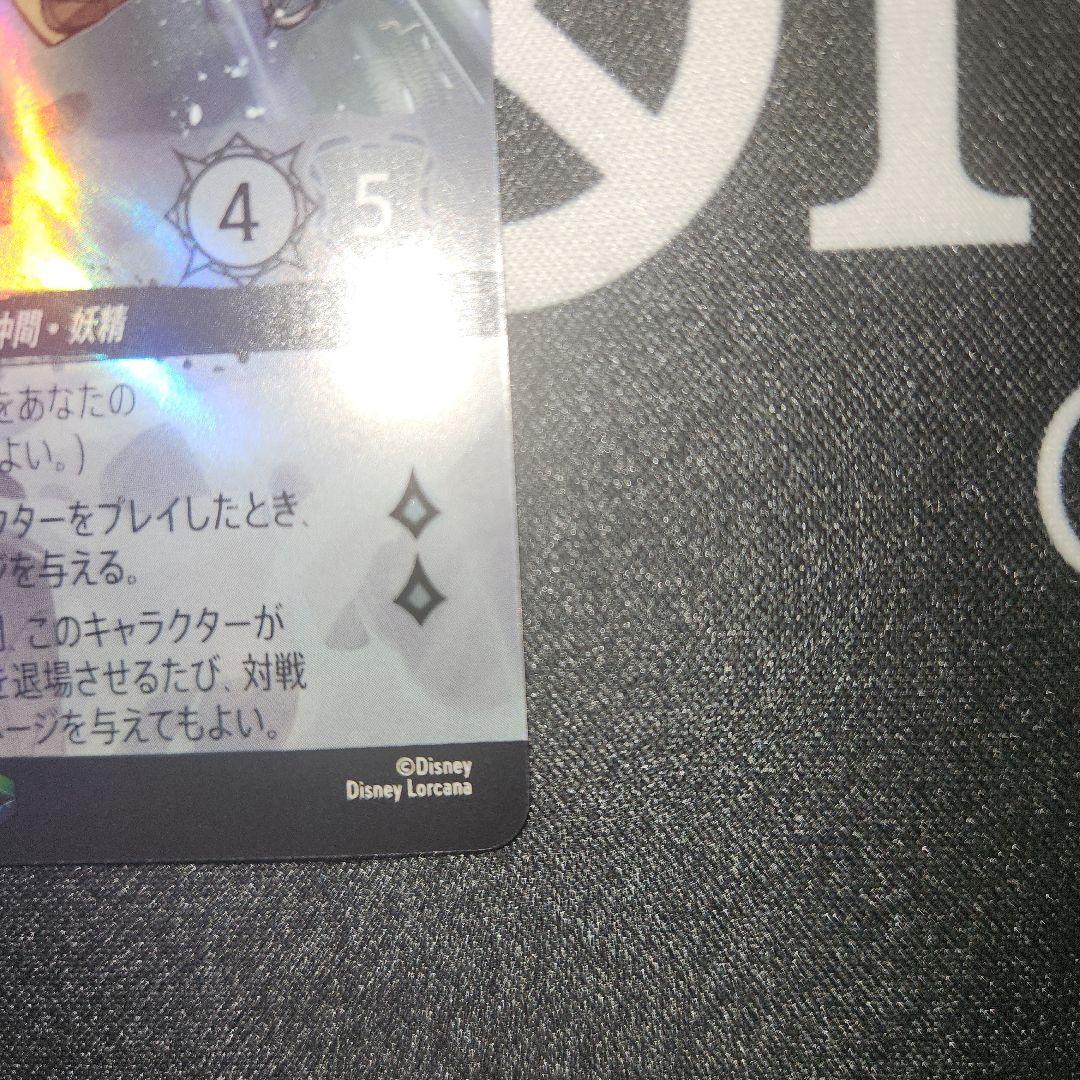 4 5
仲間・妖精
をあなたの
よい。)
クターをプレイしたとき、
ジを与える。
このキャラクターが
を退場させるたび、対戦
メージを与えてもよい。
©Disney
Disney Lorcana